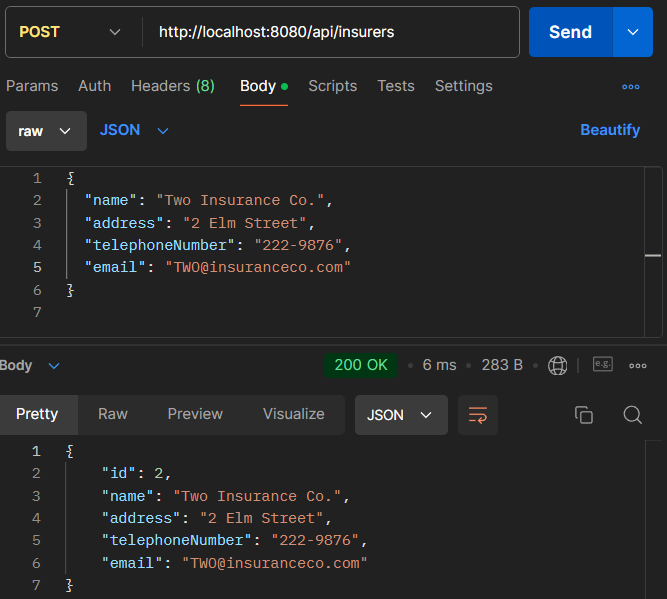 POST http://localhost:8080/api/insurers Send
Params Auth Headers (8) Body Scripts Tests Settings
raw JSON Beautify
1 {
2 "name": "Two Insurance Co.",
3 "address": "2 Elm Street",
4 "telephoneNumber": "222-9876",
5 "email": "TWO@insuranceco.com"
6 }
7
Body 200 OK 6 ms 283 B e.g.
Pretty Raw Preview Visualize JSON
1 {
2 "id": 2,
3 "name": "Two Insurance Co.",
4 "address": "2 Elm Street",
5 "telephoneNumber": "222-9876",
6 "email": "TWO@insuranceco.com"
7 }